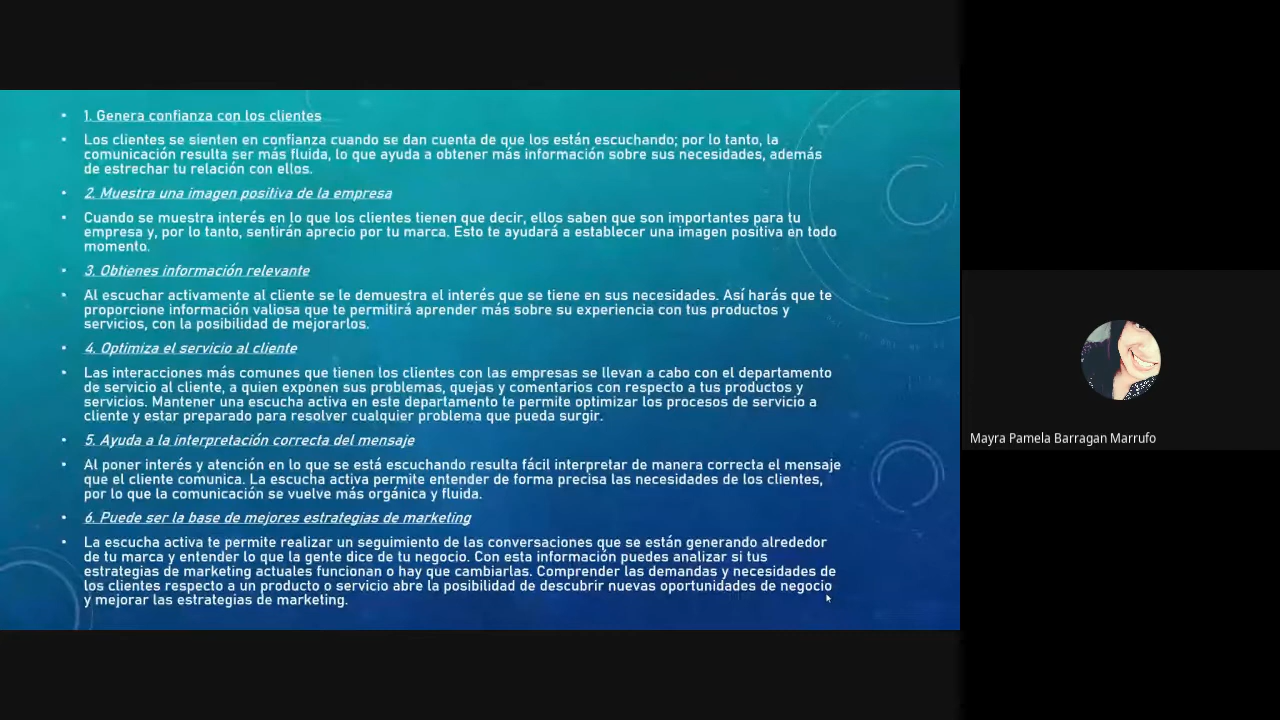 • 1. Genera confianza con los clientes
• Los clientes se sienten en confianza cuando se dan cuenta de que los están escuchando; por lo tanto, la
comunicación resulta ser más fluida, lo que ayuda a obtener más información sobre sus necesidades, además
de estrechar tu relación con ellos.
• 2. Muestra una imagen positiva de la empresa
• Cuando se muestra interés en lo que los clientes tienen que decir, ellos saben que son importantes para tu
empresa y, por lo tanto, sentirán aprecio por tu marca. Esto te ayudará a establecer una imagen positiva en todo
momento.
• 3. Obtienes información relevante
• Al escuchar activamente al cliente se le demuestra el interés que se tiene en sus necesidades. Así harás que te
proporcione información valiosa que te permitirá aprender más sobre su experiencia con tus productos y
servicios, con la posibilidad de mejorarlos.
• 4. Optimiza el servicio al cliente
• Las interacciones más comunes que tienen los clientes con las empresas se llevan a cabo con el departamento
de servicio al cliente, a quien exponen sus problemas, quejas y comentarios con respecto a tus productos y
servicios. Mantener una escucha activa en este departamento te permite optimizar los procesos de servicio a
cliente y estar preparado para resolver cualquier problema que pueda surgir.
• 5. Ayuda a la interpretación correcta del mensaje
• Al poner interés y atención en lo que se está escuchando resulta fácil interpretar de manera correcta el mensaje
que el cliente comunica. La escucha activa permite entender de forma precisa las necesidades de los clientes,
por lo que la comunicación se vuelve más orgánica y fluida.
• 6. Puede ser la base de mejores estrategias de marketing
• La escucha activa te permite realizar un seguimiento de las conversaciones que se están generando alrededor
de tu marca y entender lo que la gente dice de tu negocio. Con esta información puedes analizar si tus
estrategias de marketing actuales funcionan o hay que cambiarlas. Comprender las demandas y necesidades de
los clientes respecto a un producto o servicio abre la posibilidad de descubrir nuevas oportunidades de negocio
y mejorar las estrategias de marketing.
Mayra Pamela Barragan Marrufo